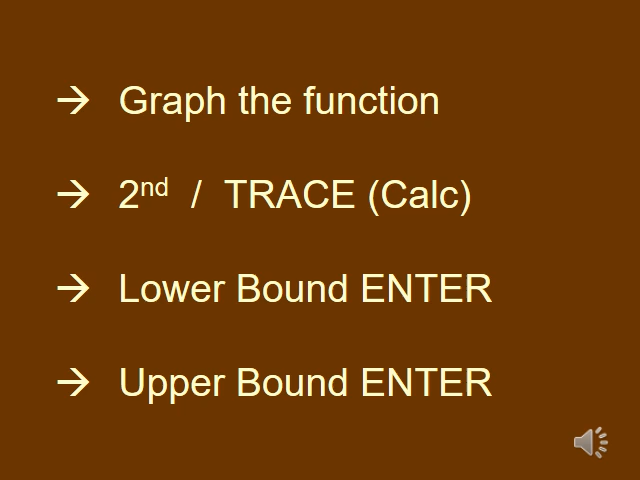 → Graph the function
→ 2nd / TRACE (Calc)
→ Lower Bound ENTER
→ Upper Bound ENTER